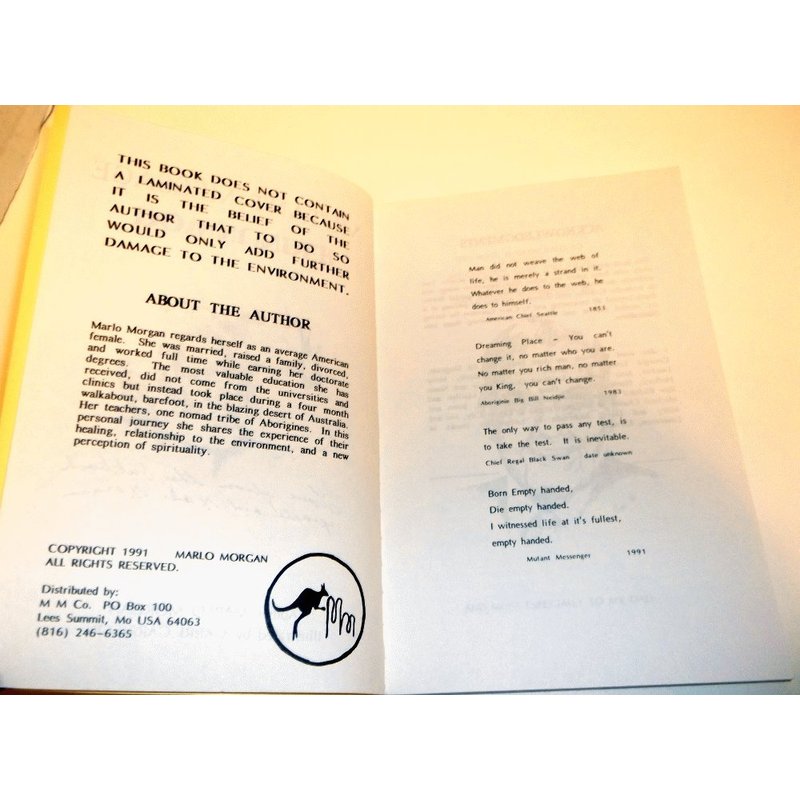 THIS BOOK DOES NOT CONTAIN
A LAMINATED COVER BECAUSE
IT IS THE BELIEF OF THE
AUTHOR THAT TO DO SO
WOULD ONLY ADD FURTHER
DAMAGE TO THE ENVIRONMENT.
ABOUT THE AUTHOR
Marlo Morgan regards herself as an average American
female. She was married, raised a family, divorced,
and worked full time while earning her doctorate
degrees. The most valuable education she has
received, did not come from the universities and
clinics but instead took place during a four month
walkabout, barefoot, in the blazing desert of Australia.
Her teachers, one nomad tribe of Aborigines. In this
personal journey she shares the experience of their
healing, relationship to the environment, and a new
perception of spirituality.
COPYRIGHT 1991 MARLO MORGAN
ALL RIGHTS RESERVED.
Distributed by:
M M Co. PO Box 100
Lees Summit, Mo USA 64063
(816) 246-6365
Man did not weave the web of
life, he is merely a strand in it.
Whatever he does to the web, he
does to himself.
American Chief Seattle 1853
Dreaming Place - You can't
change it, no matter who you are.
No matter you rich man, no matter
you King, you can't change.
Aborigine Big Bill Neidjie 1983
The only way to pass any test, is
to take the test. It is inevitable.
Chief Regal Black Swan date unknown
Born Empty handed,
Die empty handed.
I witnessed life at it's fullest,
empty handed.
Mutant Messenger 1991